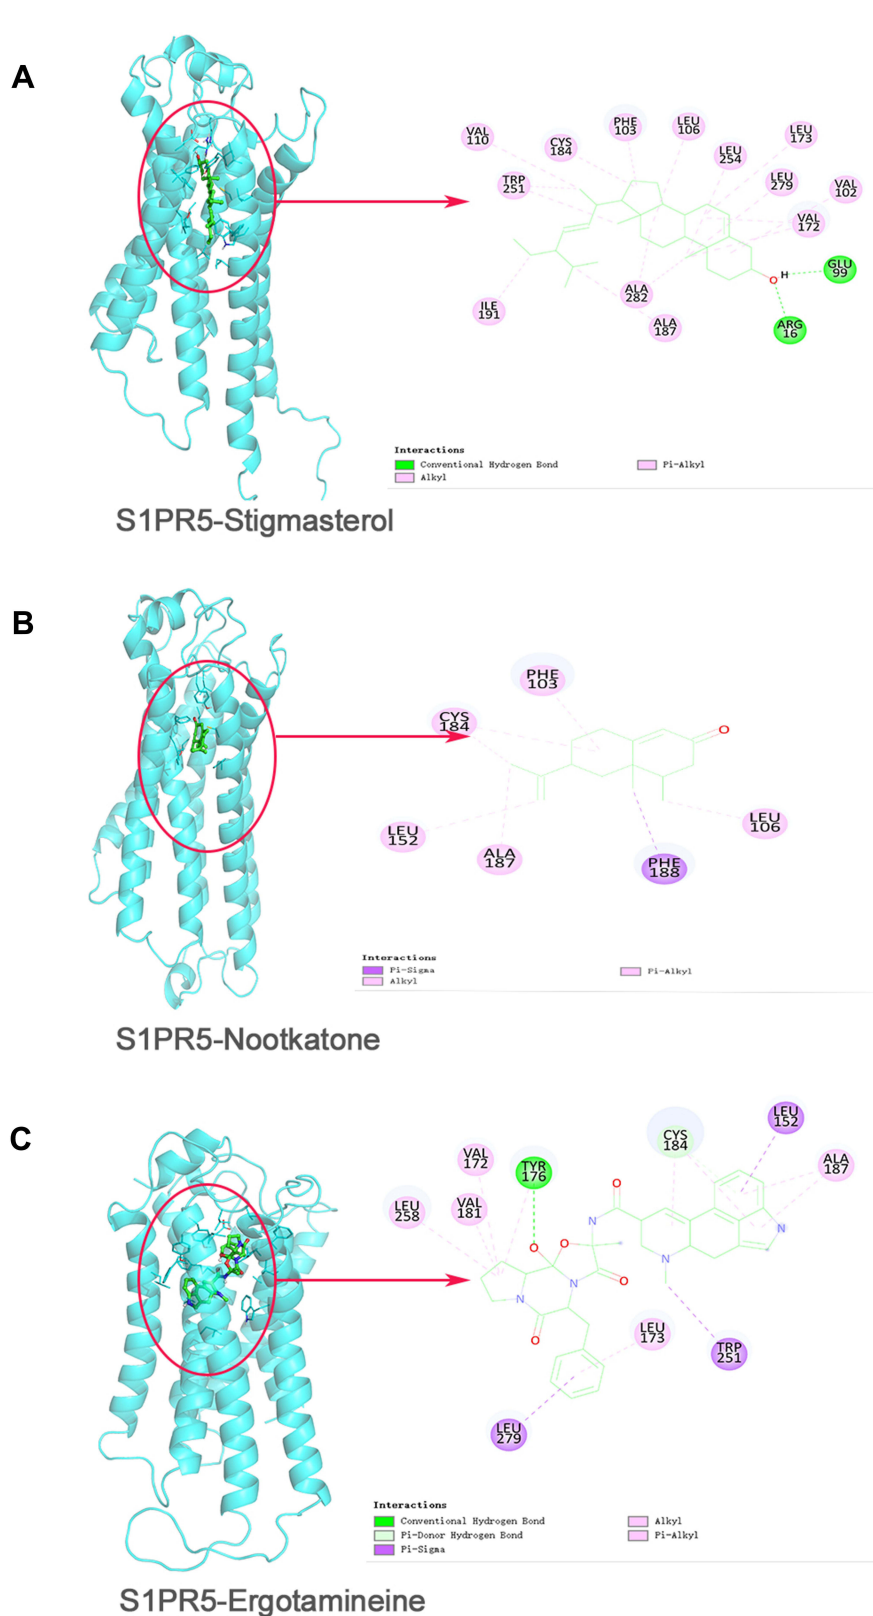 A
VAL
110
CYS
184
PHE
103
LEU
106
LEU
254
LEU
173
TRP
251
LEU
279
VAL
102
VAL
172
GLU
99
H
O
ILE
191
ALA
282
ALA
187
ARG
16
Interactions
Conventional Hydrogen Bond
Alkyl
Pi-Alkyl
S1PR5-Stigmasterol
B
PHE
103
CYS
184
O
LEU
152
ALA
187
PHE
188
LEU
106
Interactions
Pi-Sigma
Alkyl
Pi-Alkyl
S1PR5-Nootkatone
C
LEU
152
CYS
184
VAL
172
TYR
176
ALA
187
LEU
258
VAL
181
O
N
N
O
O
N
O
N
N
O
LEU
173
TRP
251
LEU
279
Interactions
Conventional Hydrogen Bond
Pi-Donor Hydrogen Bond
Pi-Sigma
Alkyl
Pi-Alkyl
S1PR5-Ergotamineine